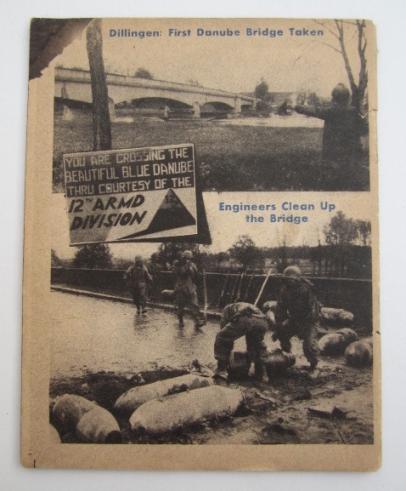 Dillingen: First Danube Bridge Taken
YOU ARE CROSSING THE
BEAUTIFUL BLUE DANUBE
THRU COURTESY OF THE
12TH ARMD
DIVISION
Engineers Clean Up
the Bridge